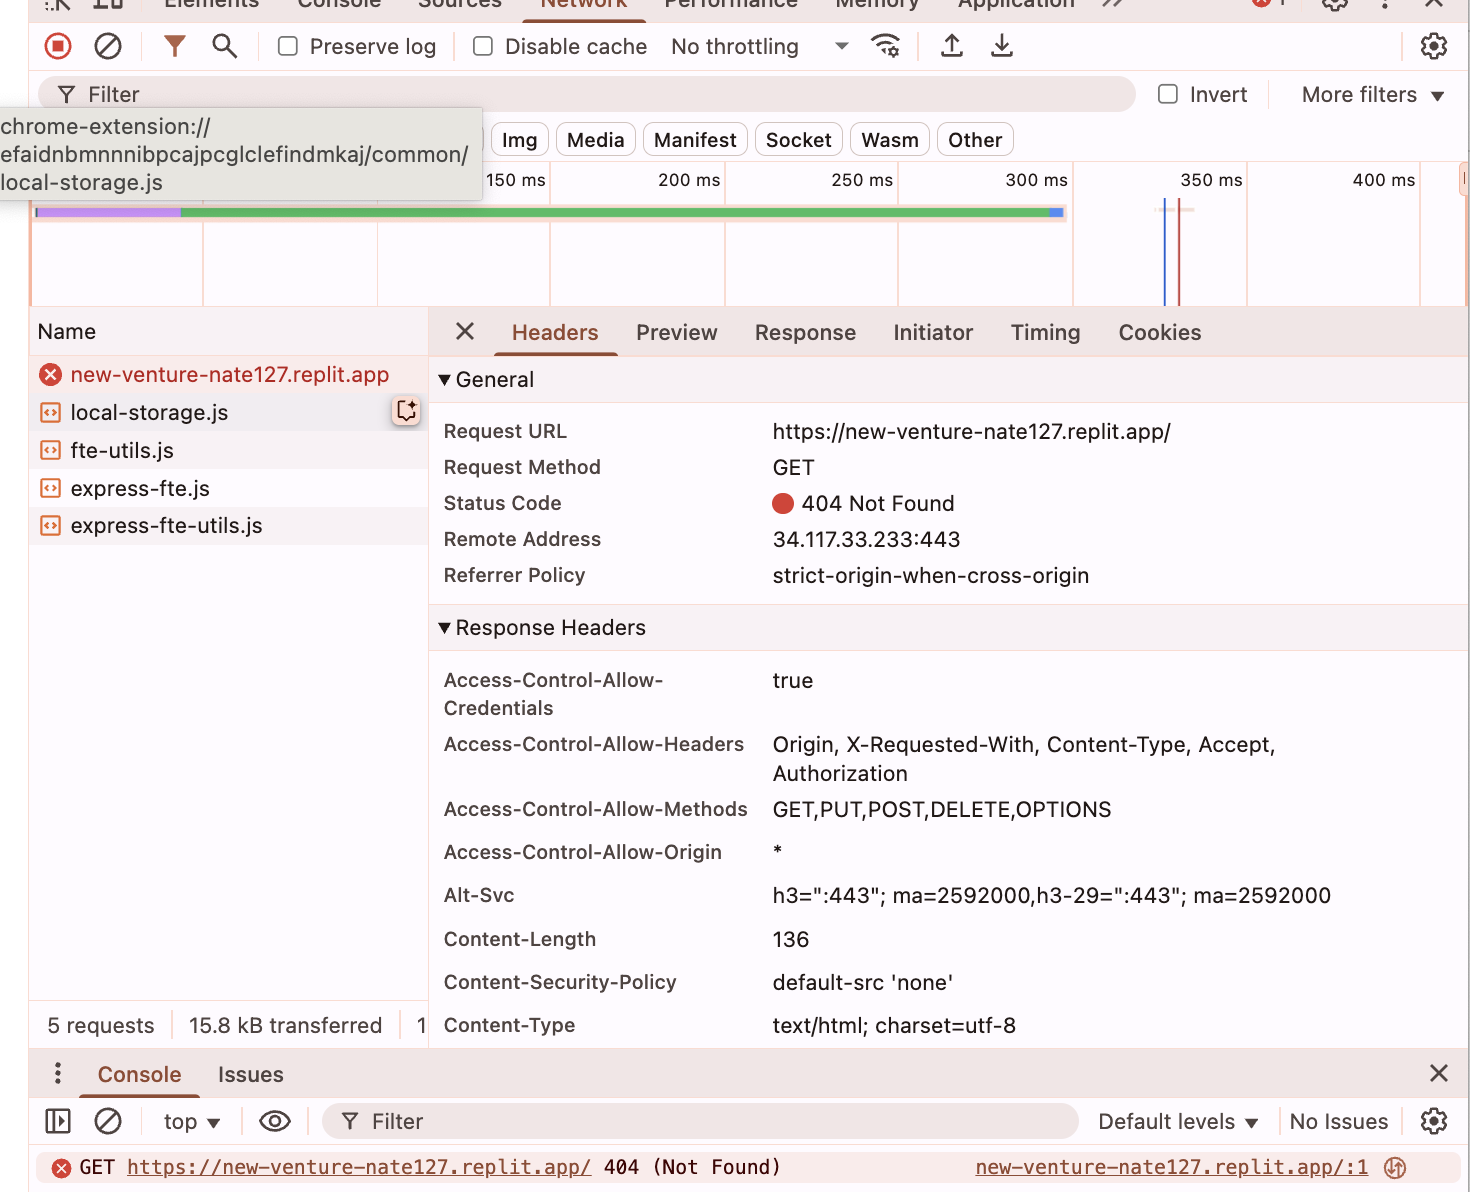 Elements Console Sources Network Performance Memory Application
Preserve log Disable cache No throttling
Filter Invert More filters
chrome-extension://
efaidnbmnnnibpcajpcglclefindmkaj/common/
local-storage.js
Img Media Manifest Socket Wasm Other
150 ms 200 ms 250 ms 300 ms 350 ms 400 ms
Name
Headers Preview Response Initiator Timing Cookies
new-venture-nate127.replit.app
local-storage.js
fte-utils.js
express-fte.js
express-fte-utils.js
General
Request URL https://new-venture-nate127.replit.app/
Request Method GET
Status Code 404 Not Found
Remote Address 34.117.33.233:443
Referrer Policy strict-origin-when-cross-origin
Response Headers
Access-Control-Allow-
Credentials true
Access-Control-Allow-Headers Origin, X-Requested-With, Content-Type, Accept,
Authorization
Access-Control-Allow-Methods GET,PUT,POST,DELETE,OPTIONS
Access-Control-Allow-Origin *
Alt-Svc h3=":443"; ma=2592000,h3-29=":443"; ma=2592000
Content-Length 136
Content-Security-Policy default-src 'none'
Content-Type text/html; charset=utf-8
5 requests 15.8 kB transferred 1
Console Issues
top Filter Default levels No Issues
GET https://new-venture-nate127.replit.app/ 404 (Not Found) new-venture-nate127.replit.app/:1